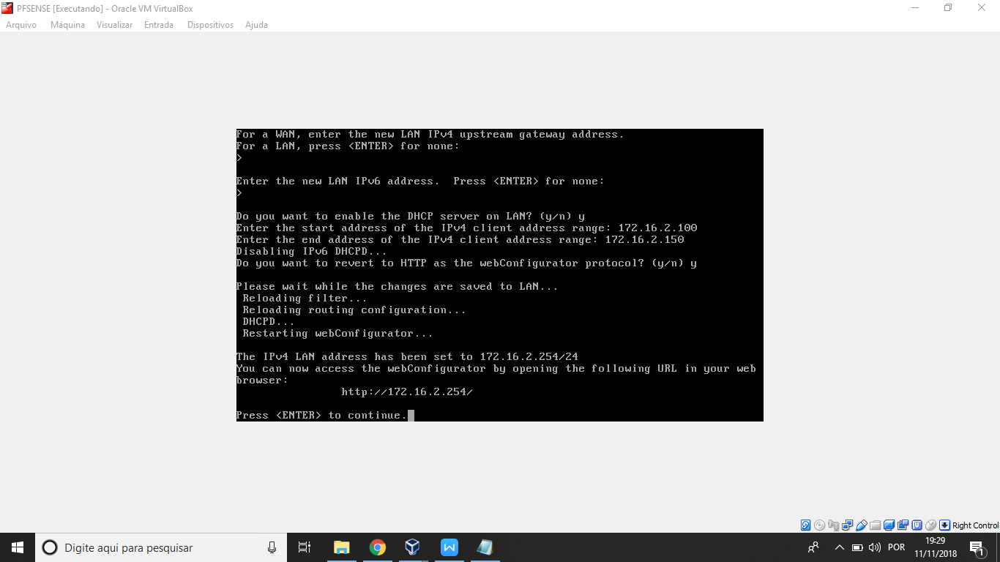 PFSENSE [Executando] - Oracle VM VirtualBox
Arquivo Máquina Visualizar Entrada Dispositivos Ajuda
For a WAN, enter the new LAN IPv4 upstream gateway address.
For a LAN, press <ENTER> for none:
>
Enter the new LAN IPv6 address.  Press <ENTER> for none:
>
Do you want to enable the DHCP server on LAN? (y/n) y
Enter the start address of the IPv4 client address range: 172.16.2.100
Enter the end address of the IPv4 client address range: 172.16.2.150
Disabling IPv6 DHCPD...
Do you want to revert to HTTP as the webConfigurator protocol? (y/n) y
Please wait while the changes are saved to LAN...
Reloading filter...
Reloading routing configuration...
DHCPD...
Restarting webConfigurator...
The IPv4 LAN address has been set to 172.16.2.254/24
You can now access the webConfigurator by opening the following URL in your web
browser:
http://172.16.2.254/
Press <ENTER> to continue.
Right Control
Digite aqui para pesquisar
POR
19:29
11/11/2018
1